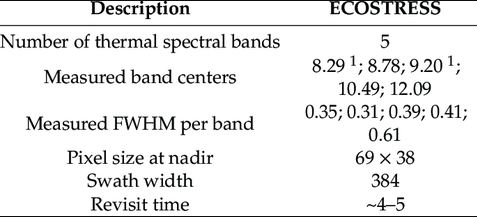 Description ECOSTRESS
Number of thermal spectral bands 5
Measured band centers 8.29 ¹; 8.78; 9.20 ¹;
10.49; 12.09
Measured FWHM per band 0.35; 0.31; 0.39; 0.41;
0.61
Pixel size at nadir 69 × 38
Swath width 384
Revisit time ~4–5